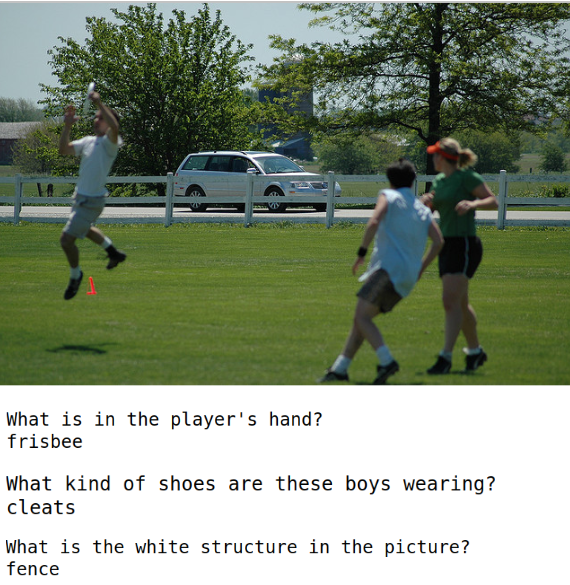 What is in the player's hand?
frisbee
What kind of shoes are these boys wearing?
cleats
What is the white structure in the picture?
fence